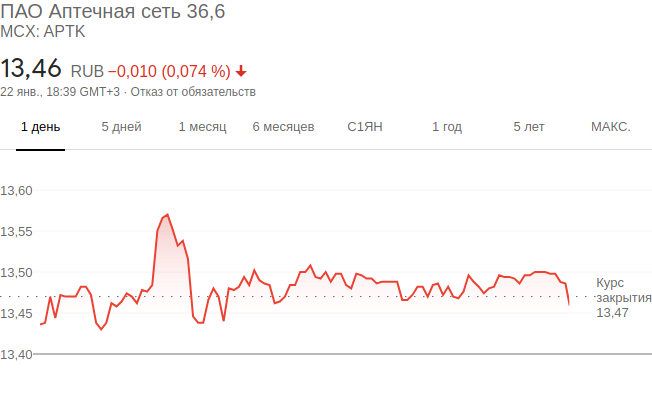 ПАО Аптечная сеть 36,6
MCX: APTK
13,46 RUB −0,010 (0,074 %)
22 янв., 18:39 GMT+3 · Отказ от обязательств
1 день 5 дней 1 месяц 6 месяцев С1ЯН 1 год 5 лет МАКС.
13,60
13,55
13,50
13,45
13,40
Курс
закрытия
13,47